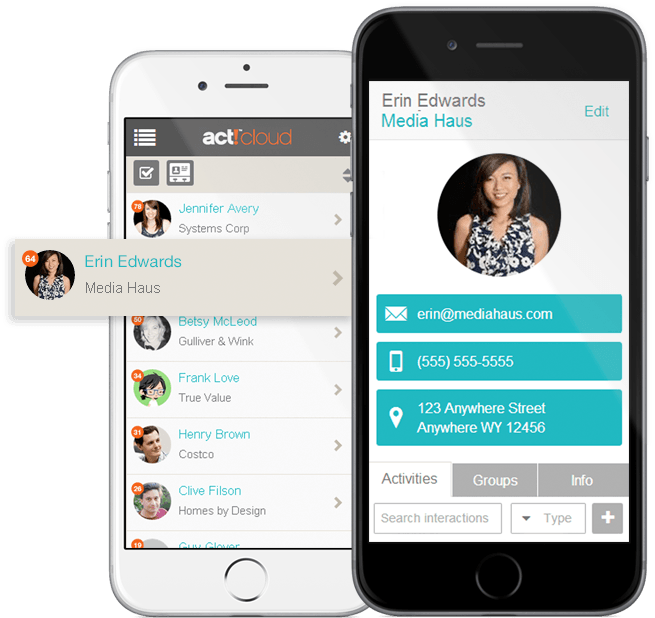 act!cloud
78
Jennifer Avery
Systems Corp
64
Erin Edwards
Media Haus
50
Betsy McLeod
Gulliver & Wink
34
Frank Love
True Value
31
Henry Brown
Costco
26
Clive Filson
Homes by Design
19
Guy Glover
Erin Edwards
Media Haus
Edit
erin@mediahaus.com
(555) 555-5555
123 Anywhere Street
Anywhere WY 12456
Activities
Groups
Info
Search interactions
Type